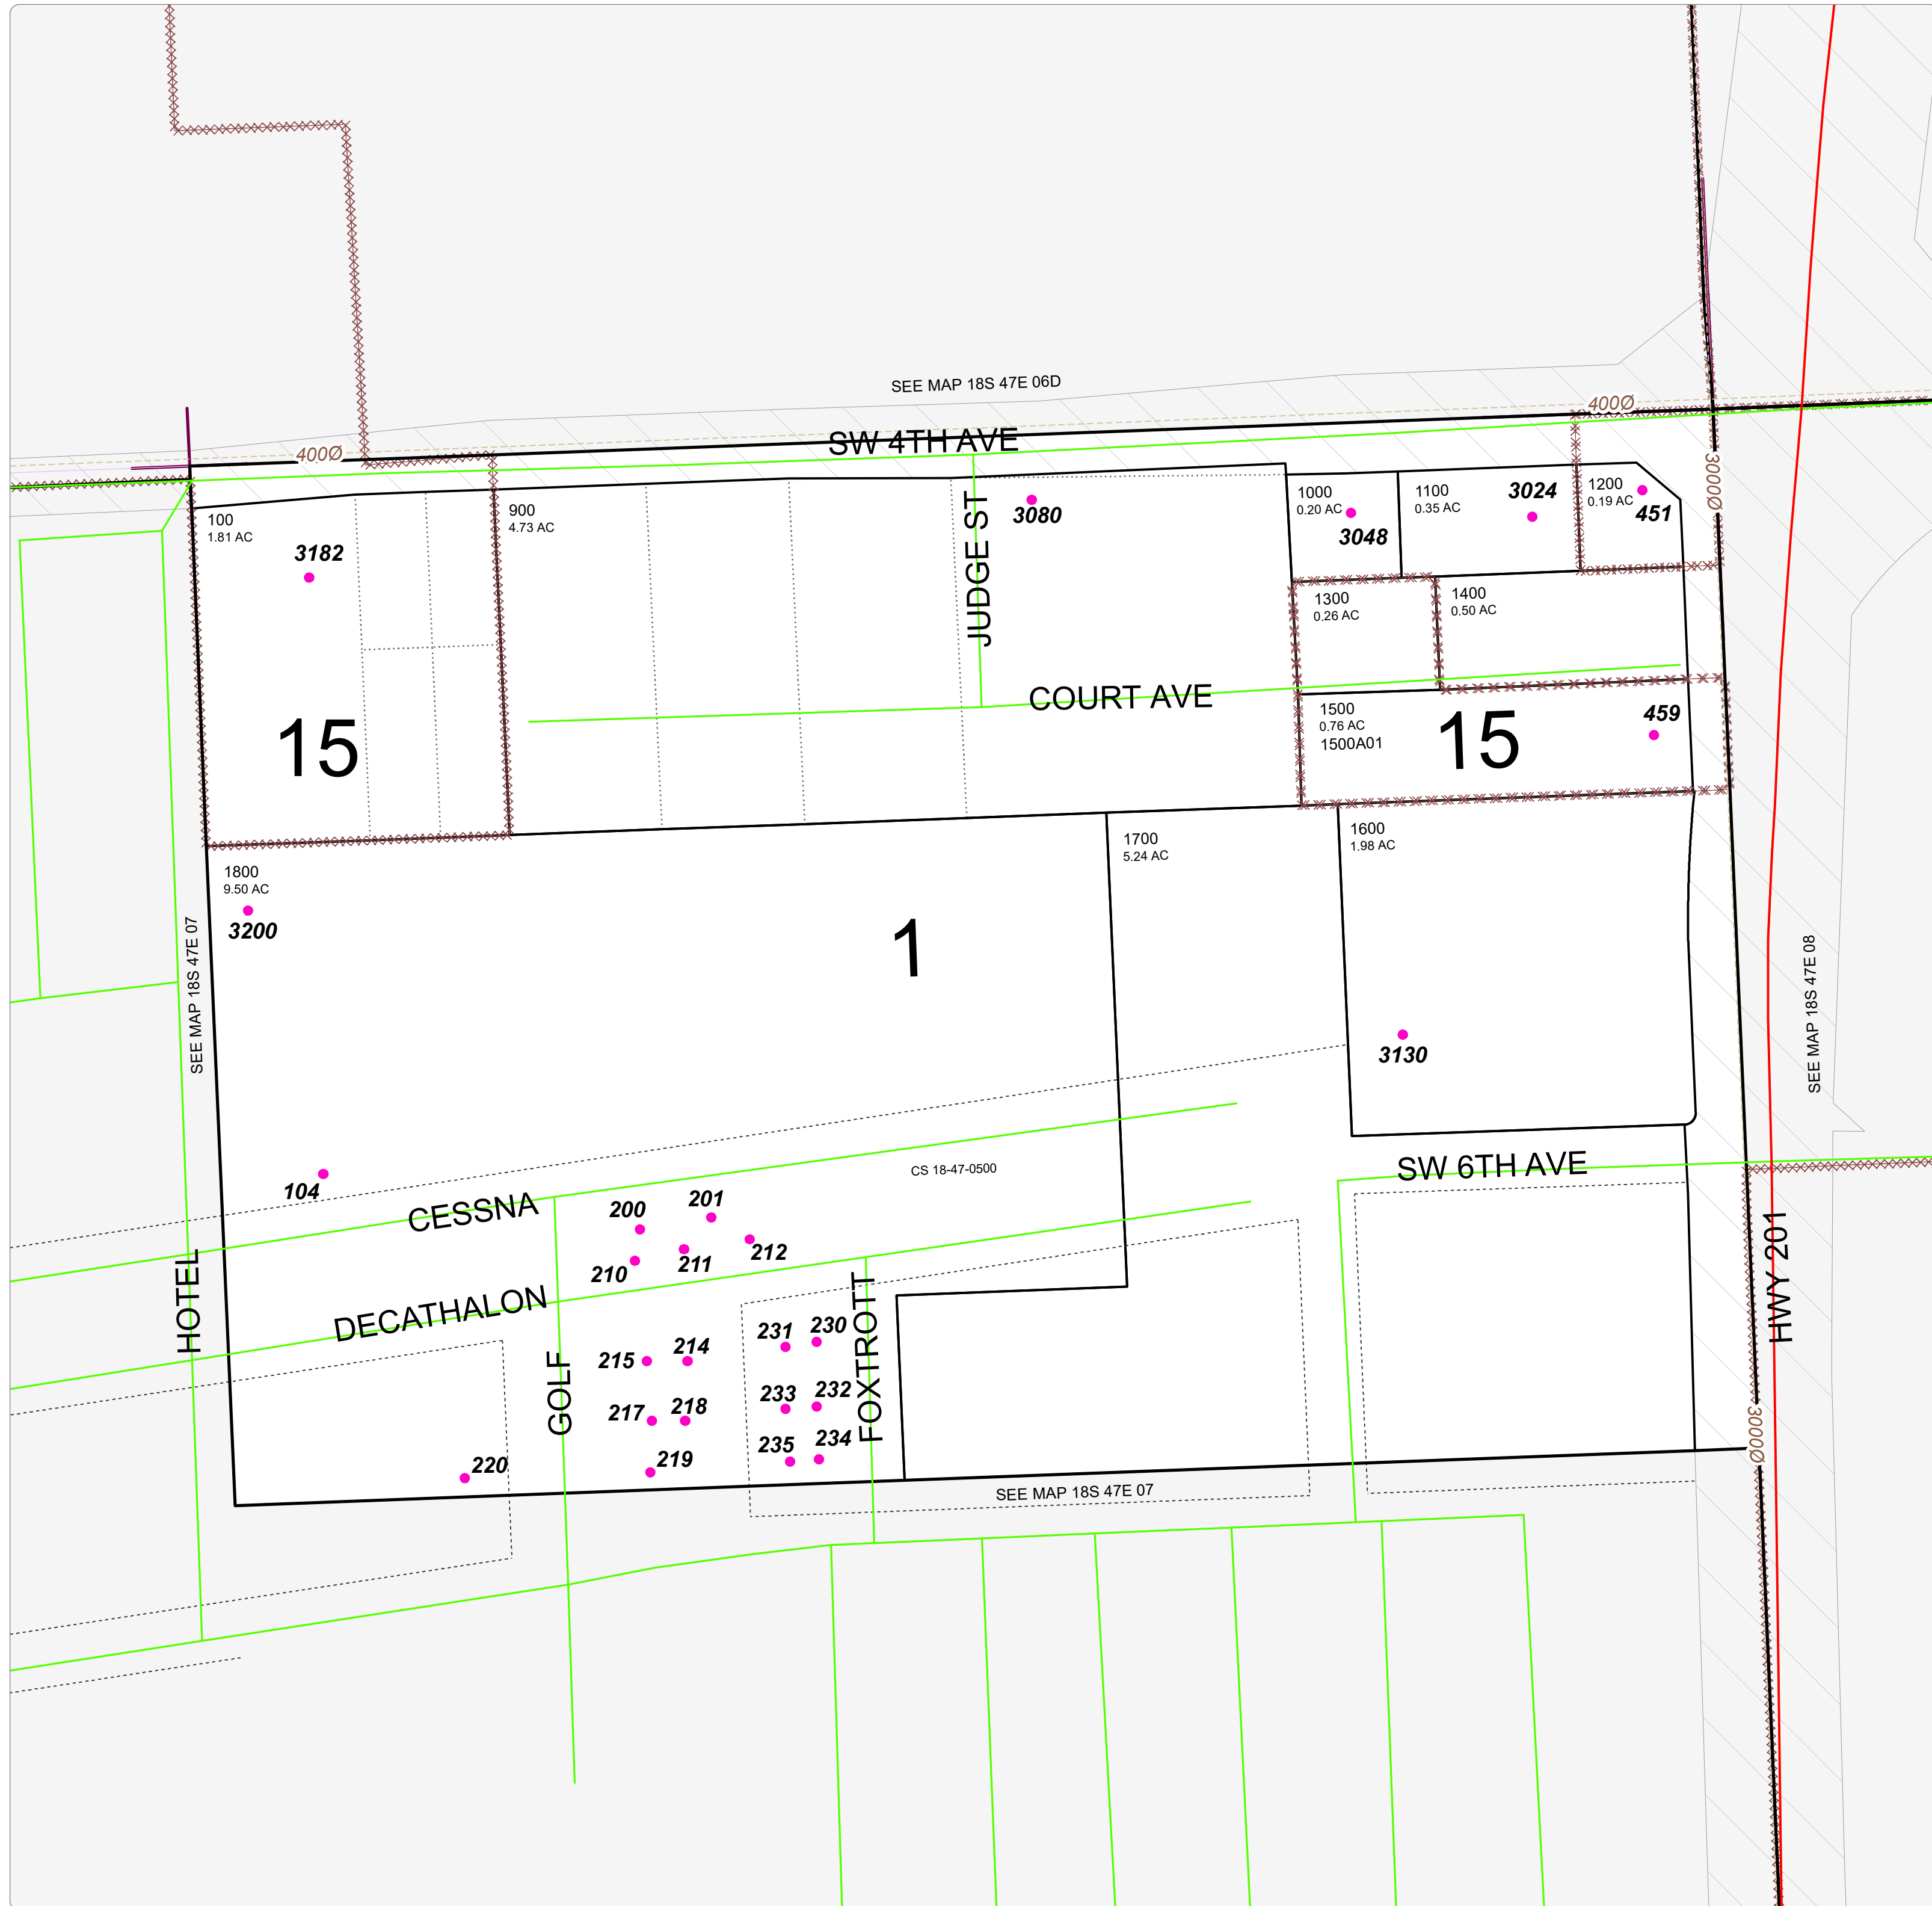 SEE MAP 18S 47E 06D
400Ø
SW 4TH AVE
400Ø
3000Ø
100
1.81 AC
3182
900
4.73 AC
JUDGE ST
3080
1000
0.20 AC
3048
1100
0.35 AC
3024
1200
0.19 AC
451
1300
0.26 AC
1400
0.50 AC
COURT AVE
15
1500
0.76 AC
1500A01
15
459
1800
9.50 AC
3200
1
1700
5.24 AC
1600
1.98 AC
3130
SEE MAP 18S 47E 07
SEE MAP 18S 47E 08
104
CESSNA
CS 18-47-0500
SW 6TH AVE
200
201
210
211
212
HOTEL
DECATHALON
GOLF
FOXTROTT
HWY 201
231
230
215
214
233
232
217
218
235
234
219
220
3000Ø
SEE MAP 18S 47E 07